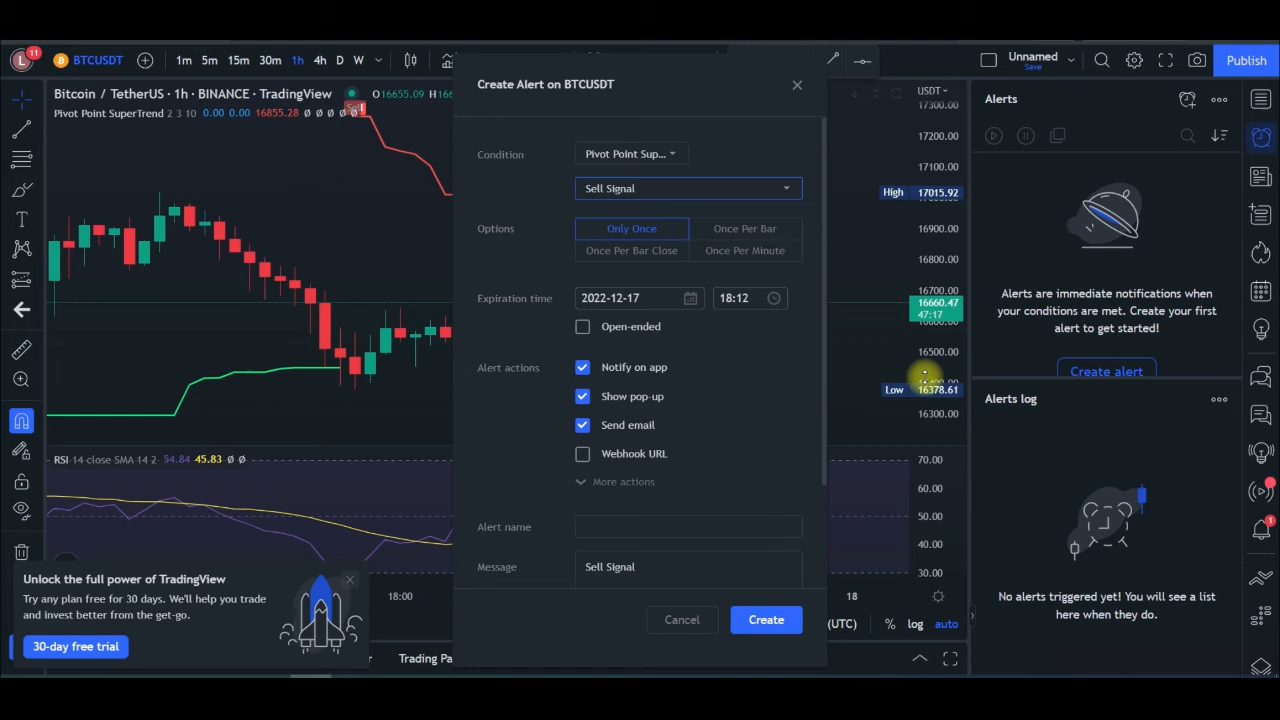 L 11 BTCUSDT 1m 5m 15m 30m 1h 4h D W Unnamed Save Publish
Bitcoin / TetherUS · 1h · BINANCE · TradingView O16655.09 H166
Pivot Point SuperTrend 2 3 10 0.00 0.00 16855.28 Ø Ø Ø Ø Ø
Sell
Create Alert on BTCUSDT
Condition Pivot Point Sup...
Sell Signal
Options Only Once Once Per Bar
Once Per Bar Close Once Per Minute
Expiration time 2022-12-17 18:12
Open-ended
Alert actions Notify on app
Show pop-up
Send email
Webhook URL
More actions
Alert name
Message Sell Signal
Cancel Create
USDT
17300.00
17200.00
17100.00
High 17015.92
16900.00
16800.00
16700.00
16660.47
47:17
16600.00
16500.00
Low 16378.61
16300.00
RSI 14 close SMA 14 2 54.84 45.83 Ø Ø
70.00
60.00
50.00
40.00
30.00
18:00 18
(UTC) % log auto
Trading Pa
Unlock the full power of TradingView
Try any plan free for 30 days. We'll help you trade
and invest better from the get-go.
30-day free trial
Alerts
Alerts are immediate notifications when
your conditions are met. Create your first
alert to get started!
Create alert
Alerts log
No alerts triggered yet! You will see a list
here when they do.
1